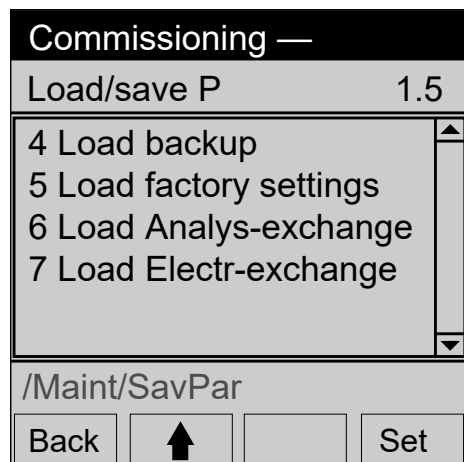 Commissioning —
Load/save P 1.5
4 Load backup
5 Load factory settings
6 Load Analys-exchange
7 Load Electr-exchange
/Maint/SavPar
Back Set